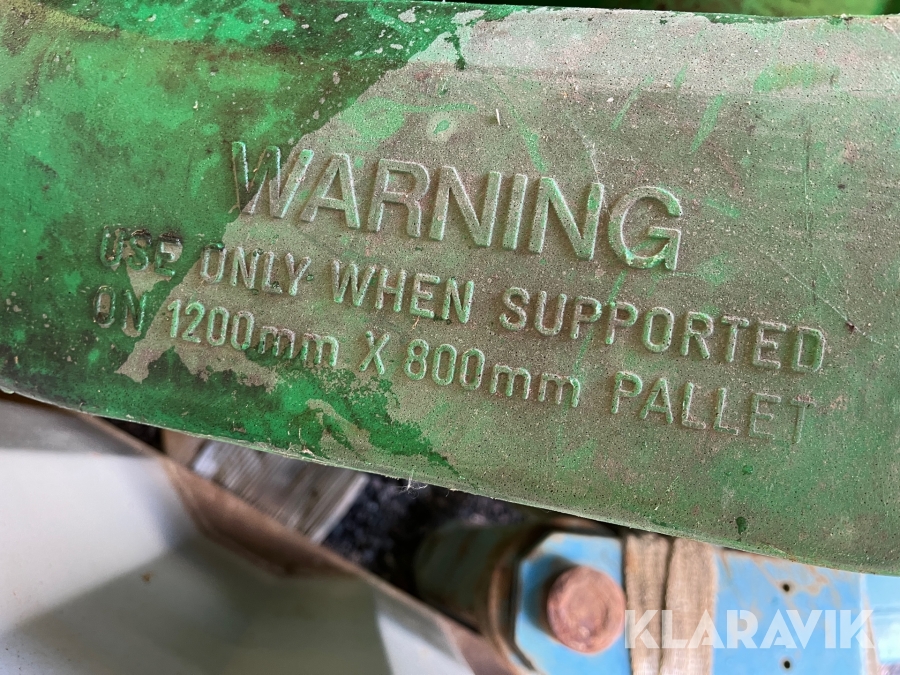 WARNING
USE ONLY WHEN SUPPORTED
ON 1200mm X 800mm PALLET
KLARAVIK